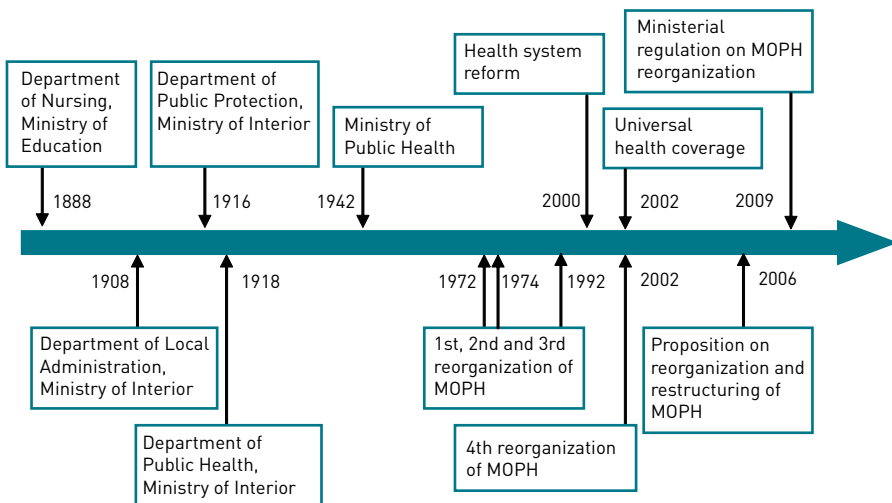 Department
of Nursing,
Ministry of
Education
Department of
Public Protection,
Ministry of Interior
Ministry of
Public Health
Health system
reform
Ministerial
regulation on MOPH
reorganization
Universal
health coverage
1888
1916
1942
2000
2002
2009
1908
1918
1972
1974
1992
2002
2006
Department of Local
Administration,
Ministry of Interior
Department of
Public Health,
Ministry of Interior
1st, 2nd and 3rd
reorganization of
MOPH
4th reorganization
of MOPH
Proposition on
reorganization and
restructuring of
MOPH